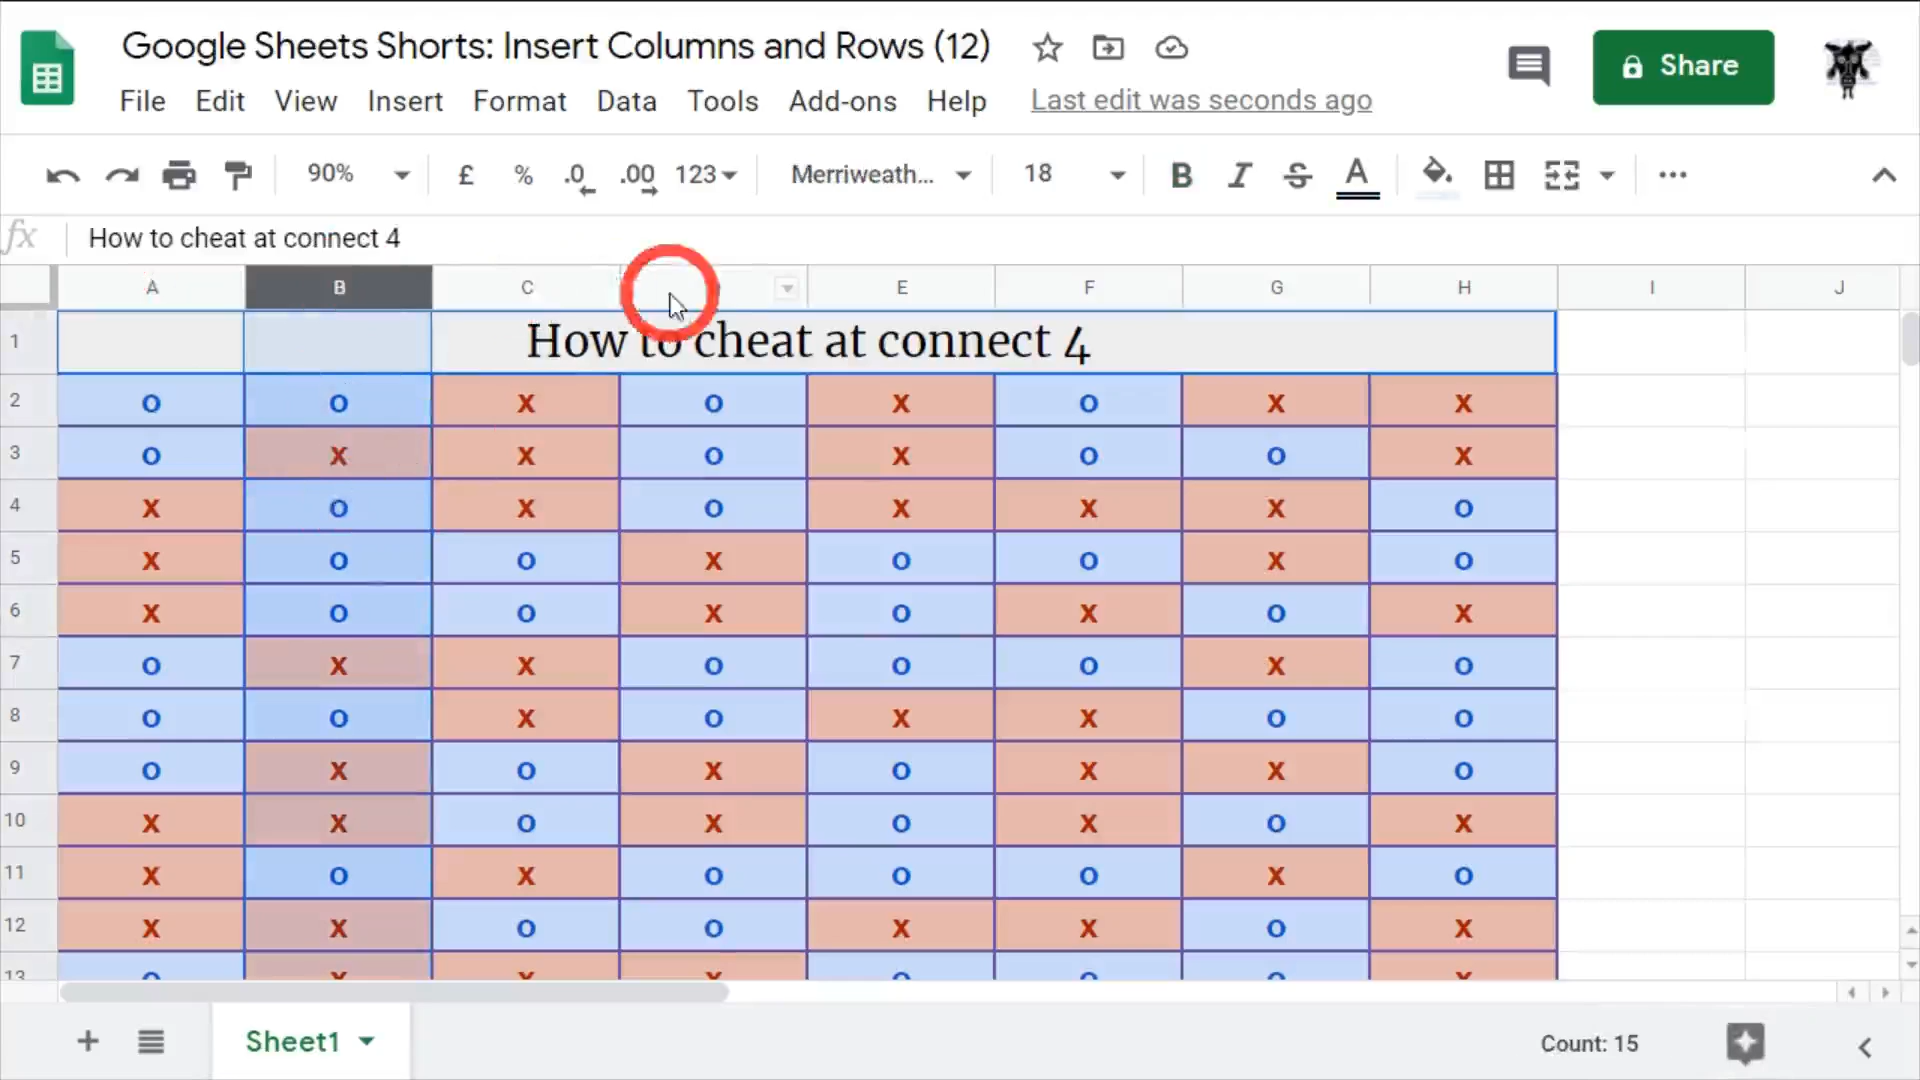 Google Sheets Shorts: Insert Columns and Rows (12)
Share
File Edit View Insert Format Data Tools Add-ons Help Last edit was seconds ago
90% £ % .0 .00 123 Merriweath... 18 B I S A
fx How to cheat at connect 4
A B C E F G H I J
1 How to cheat at connect 4
2 o o x o x o x x
3 o x x o x o o x
4 x o x o x x x o
5 x o o x o o x o
6 x o o x o x o x
7 o x x o o o x o
8 o o x o x x o o
9 o x o x o x x o
10 x x o x o x o x
11 x o x o o o x o
12 x x o o x x o x
13 o x x x o o o x
Sheet1 Count: 15